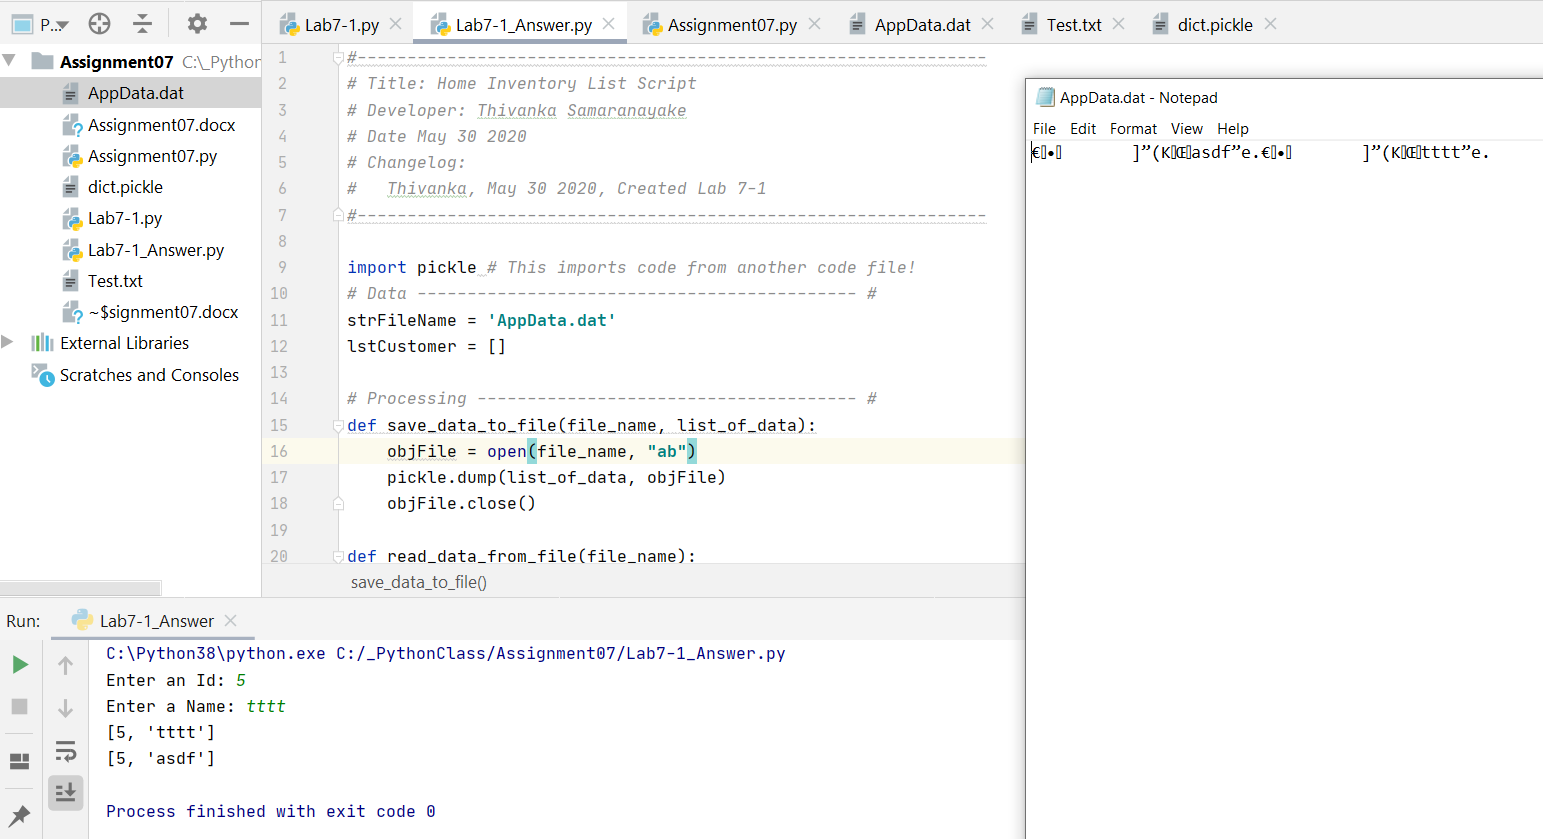 P...
Lab7-1.py
Lab7-1_Answer.py
Assignment07.py
AppData.dat
Test.txt
dict.pickle
Assignment07 C:\_Python
AppData.dat
Assignment07.docx
Assignment07.py
dict.pickle
Lab7-1.py
Lab7-1_Answer.py
Test.txt
~$signment07.docx
External Libraries
Scratches and Consoles
1 #---------------------------------------------------------------
2 # Title: Home Inventory List Script
3 # Developer: Thivanka Samaranayake
4 # Date May 30 2020
5 # Changelog:
6 #   Thivanka, May 30 2020, Created Lab 7-1
7 #---------------------------------------------------------------
8
9 import pickle # This imports code from another code file!
10 # Data -------------------------------------------- #
11 strFileName = 'AppData.dat'
12 lstCustomer = []
13
14 # Processing -------------------------------------- #
15 def save_data_to_file(file_name, list_of_data):
16     objFile = open(file_name, "ab")
17     pickle.dump(list_of_data, objFile)
18     objFile.close()
19
20 def read_data_from_file(file_name):
save_data_to_file()
AppData.dat - Notepad
File Edit Format View Help
€• ]”(KŒasdf”e.€• ]”(KŒtttt”e.
Run: Lab7-1_Answer
C:\Python38\python.exe C:/_PythonClass/Assignment07/Lab7-1_Answer.py
Enter an Id: 5
Enter a Name: tttt
[5, 'tttt']
[5, 'asdf']
Process finished with exit code 0